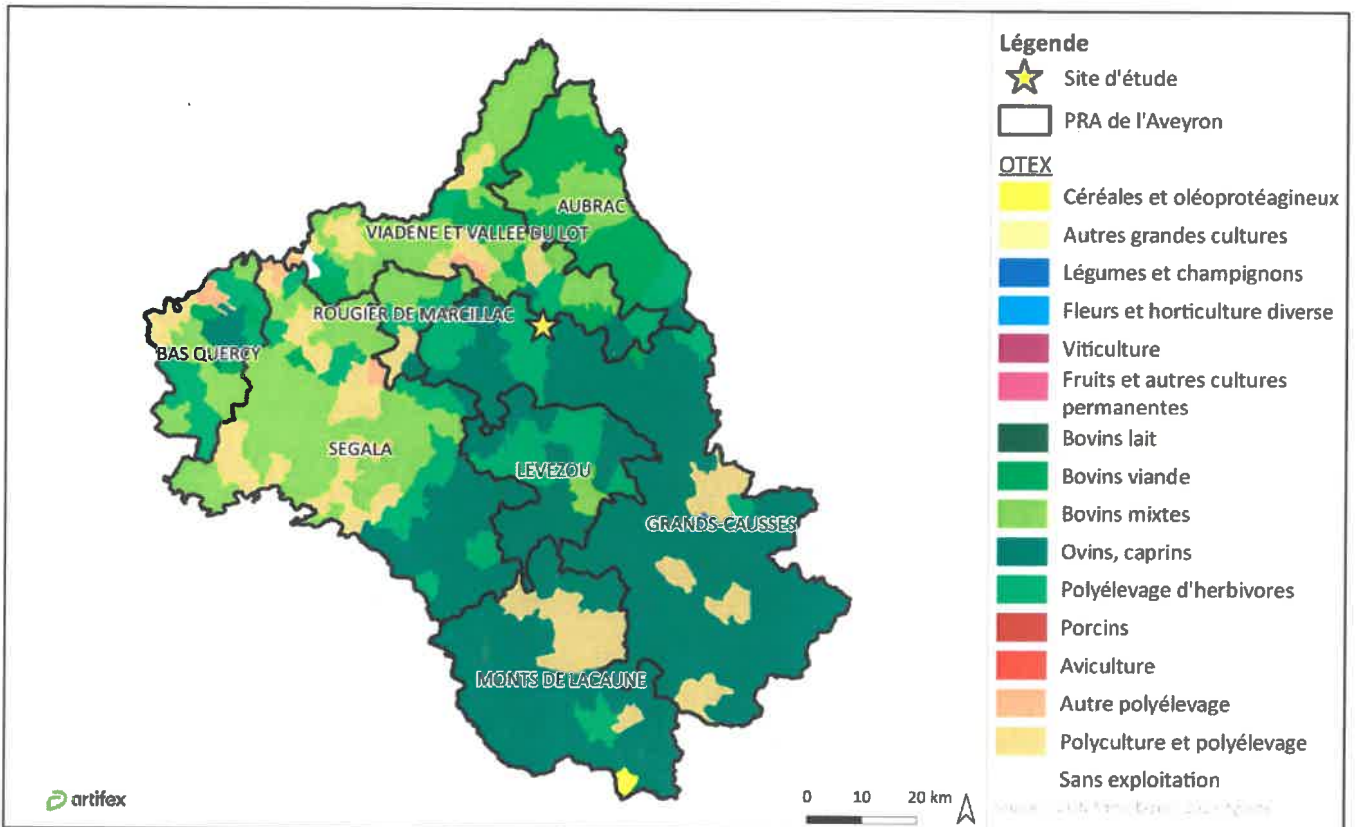 AUBRAC
VIADENE ET VALLEE DU LOT
ROUGIER DE MARCILLAC
BAS QUERCY
SEGALA
LEVEZOU
GRANDS-CAUSSES
MONTS DE LACAUNE
artifex
0 10 20 km
Légende
Site d'étude
PRA de l'Aveyron
OTEX
Céréales et oléoprotéagineux
Autres grandes cultures
Légumes et champignons
Fleurs et horticulture diverse
Viticulture
Fruits et autres cultures
permanentes
Bovins lait
Bovins viande
Bovins mixtes
Ovins, caprins
Polyélevage d'herbivores
Porcins
Aviculture
Autre polyélevage
Polyculture et polyélevage
Sans exploitation